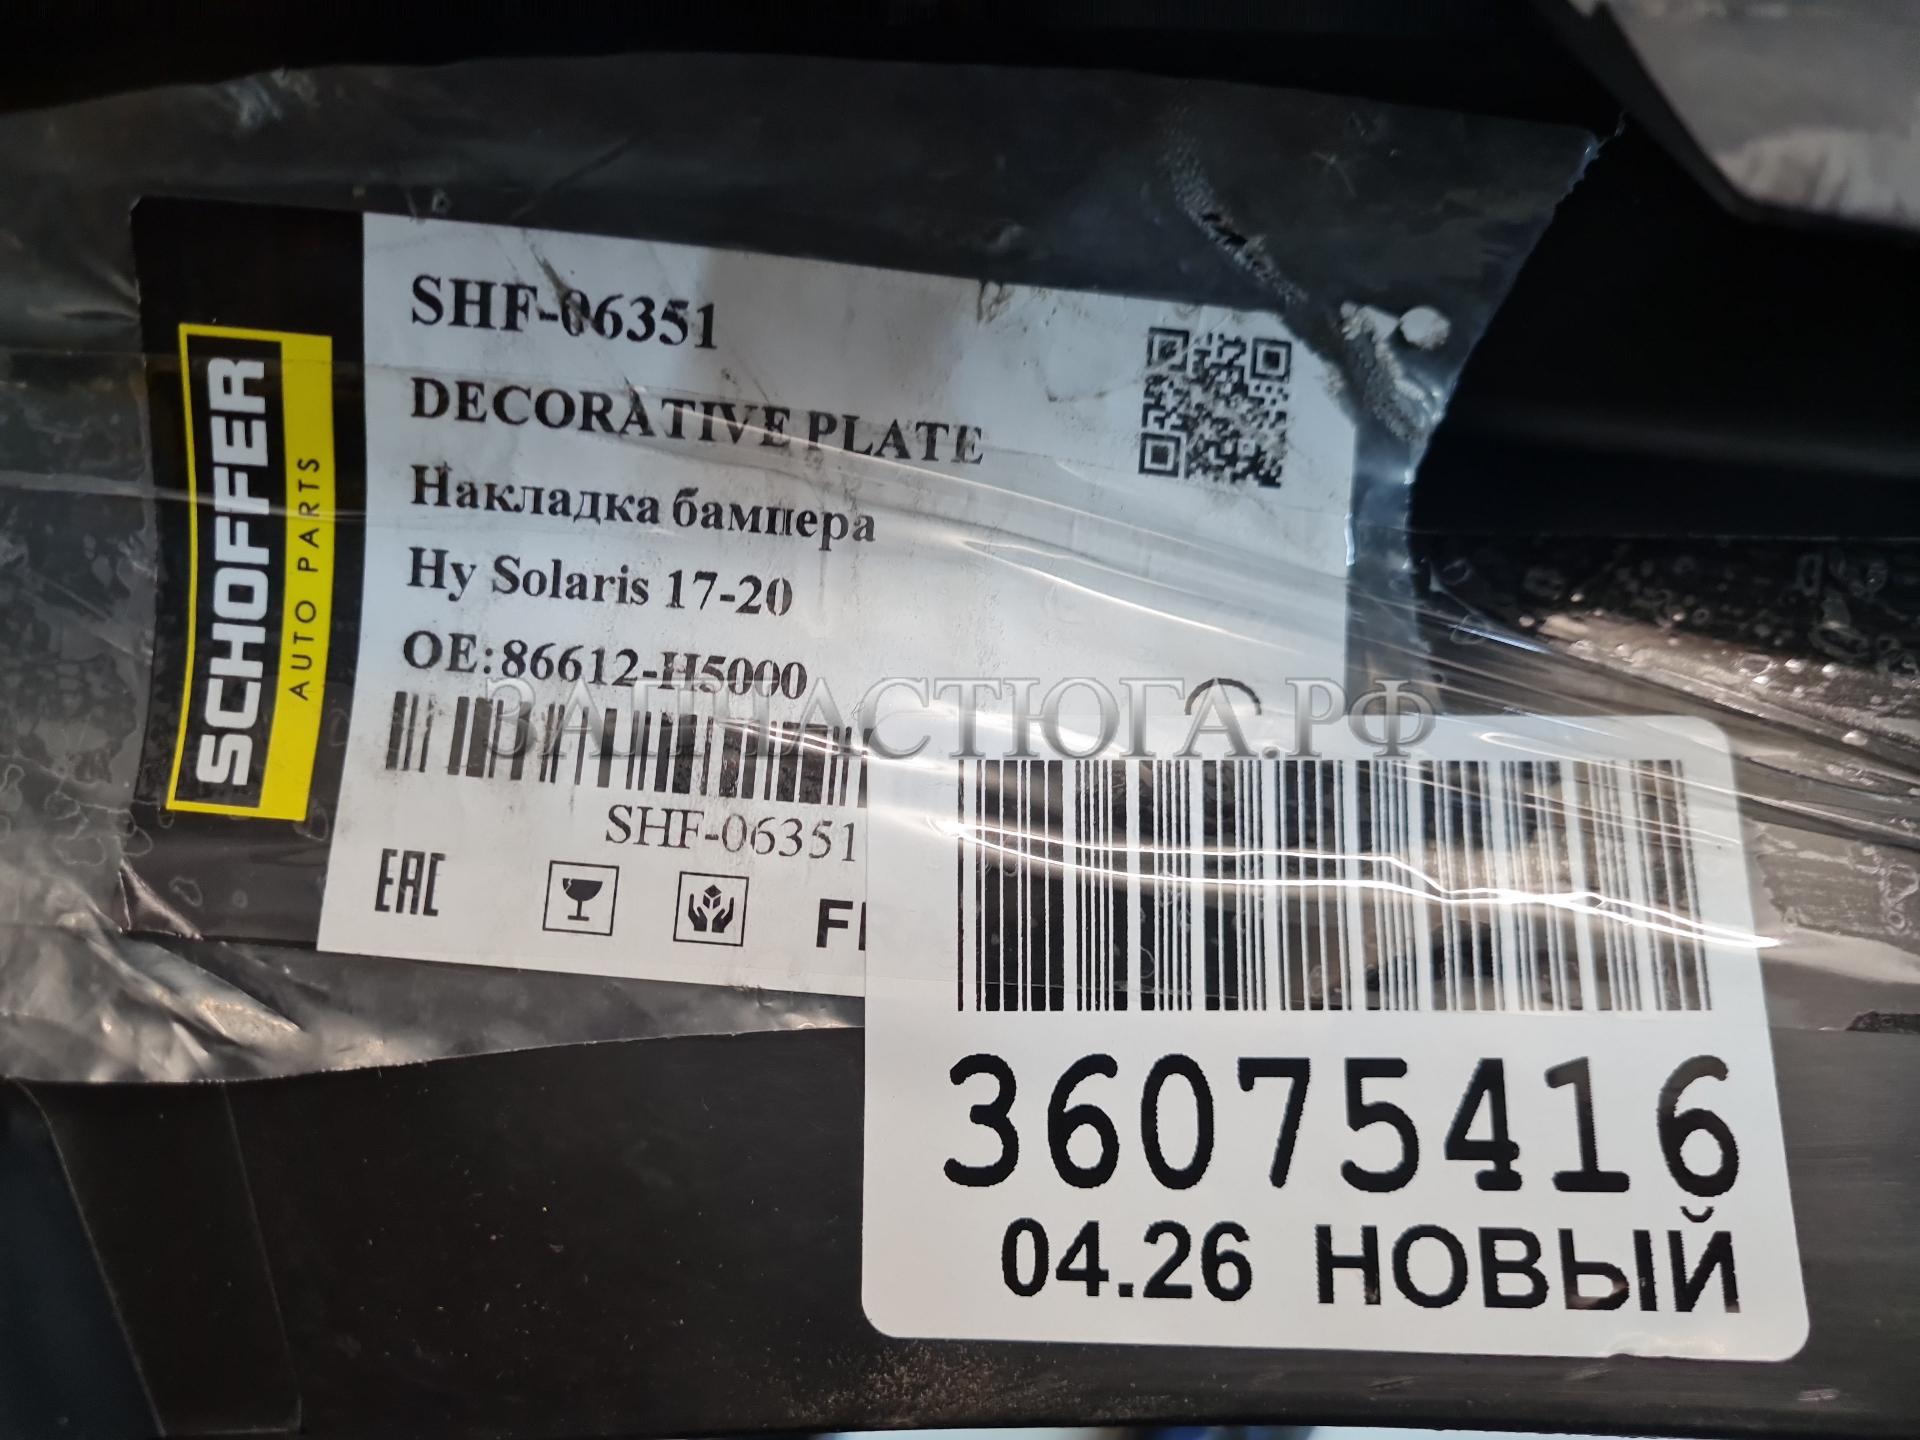 SCHOFFER
AUTO PARTS
SHF-06351
DECORATIVE PLATE
Накладка бампера
Hy Solaris 17-20
OE:86612-H5000
ЗАПЧАСТЮГА.РФ
SHF-06351
EAC
36075416
04.26 НОВЫЙ